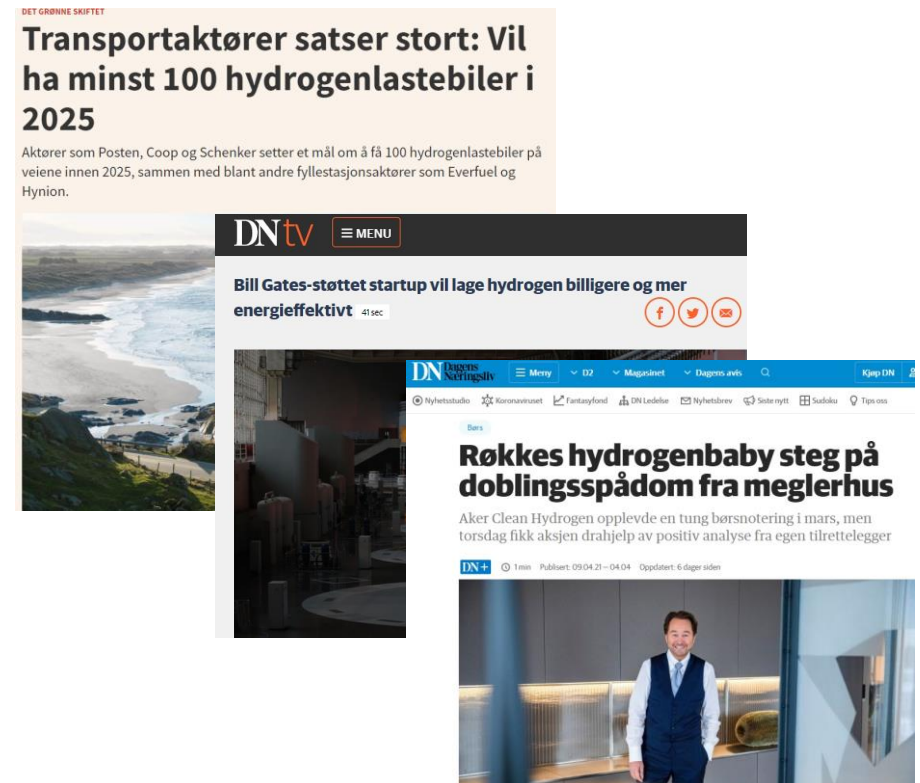 DET GRØNNE SKIFTET
Transportaktører satser stort: Vil
ha minst 100 hydrogenlastebiler i
2025
Aktører som Posten, Coop og Schenker setter et mål om å få 100 hydrogenlastebiler på
veiene innen 2025, sammen med blant andre fyllestasjonsaktører som Everfuel og
Hynion.
DNtv ☰ MENU
Bill Gates-støttet startup vil lage hydrogen billigere og mer
energieffektivt 41 sec
DN Dagens Næringsliv Meny D2 Magasinet Dagens avis Kjøp DN
Nyhetsstudio Koronaviruset Fantasyfond DN Ledelse Nyhetsbrev Siste nytt Sudoku Tips oss
Børs
Røkkes hydrogenbaby steg på
doblingsspådom fra meglerhus
Aker Clean Hydrogen opplevde en tung børsnotering i mars, men
torsdag fikk aksjen drahjelp av positiv analyse fra egen tilrettelegger
DN+ 1 min Publisert: 09.04.21 – 04.04 Oppdatert: 6 dager siden